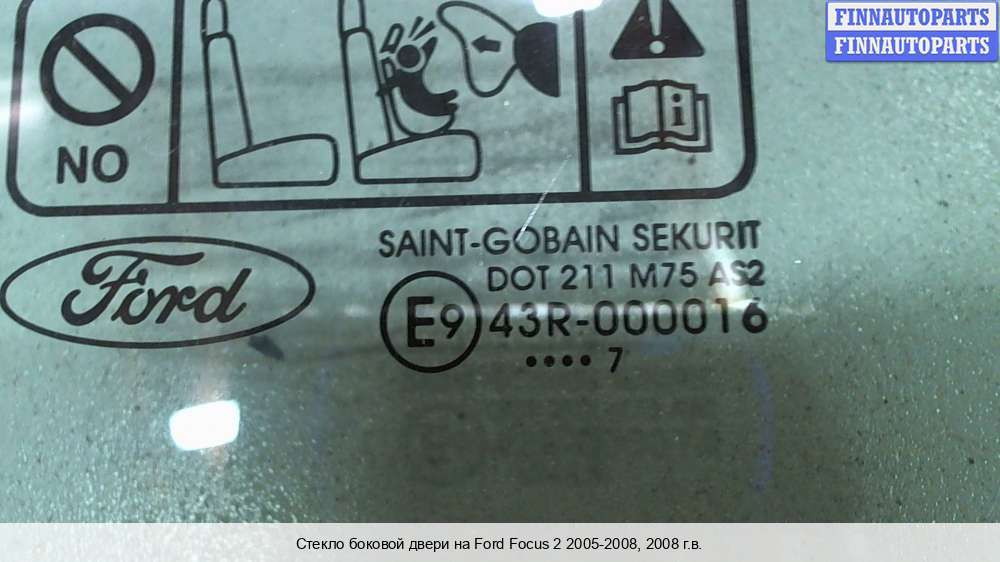 FINNAUTOPARTS
FINNAUTOPARTS
NO
i
Ford
SAINT-GOBAIN SEKURIT
DOT 211 M75 AS2
E9 43R-000016
•••• 7
Стекло боковой двери на Ford Focus 2 2005-2008, 2008 г.в.